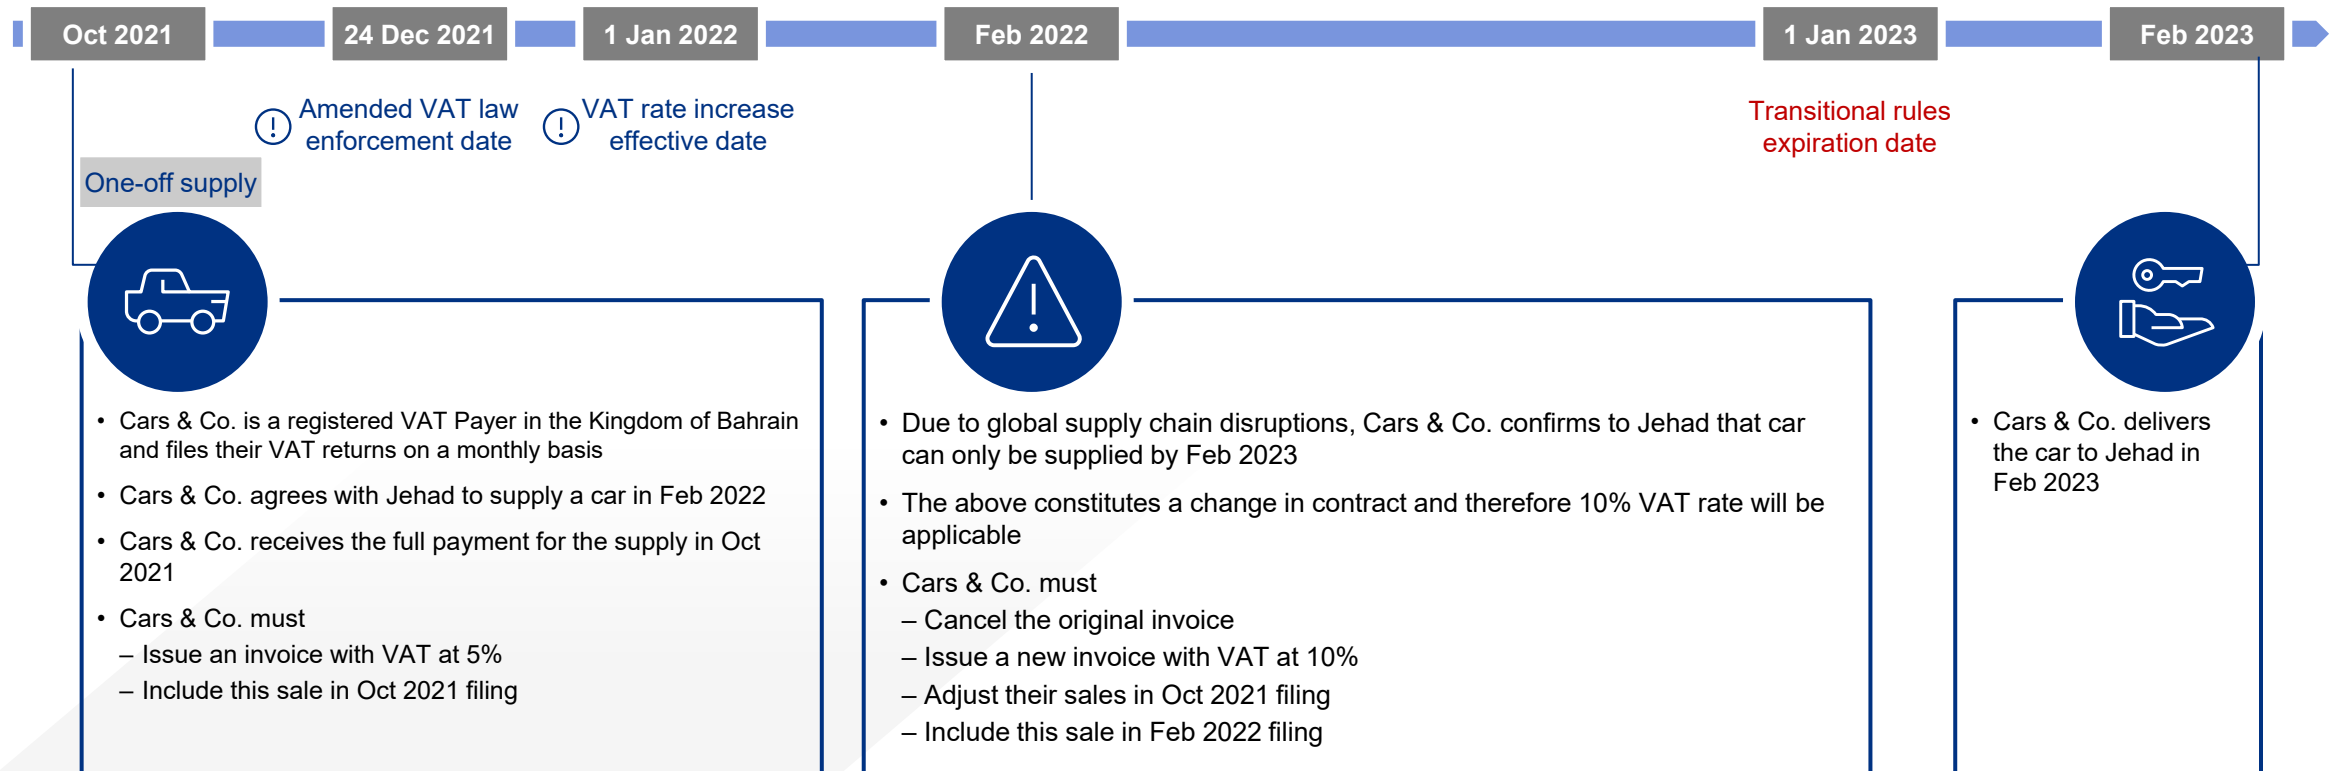 Oct 2021
24 Dec 2021
1 Jan 2022
Feb 2022
1 Jan 2023
Feb 2023
Amended VAT law
enforcement date
VAT rate increase
effective date
Transitional rules
expiration date
One-off supply
• Cars & Co. is a registered VAT Payer in the Kingdom of Bahrain
and files their VAT returns on a monthly basis
• Cars & Co. agrees with Jehad to supply a car in Feb 2022
• Cars & Co. receives the full payment for the supply in Oct
2021
• Cars & Co. must
– Issue an invoice with VAT at 5%
– Include this sale in Oct 2021 filing
• Due to global supply chain disruptions, Cars & Co. confirms to Jehad that car
can only be supplied by Feb 2023
• The above constitutes a change in contract and therefore 10% VAT rate will be
applicable
• Cars & Co. must
– Cancel the original invoice
– Issue a new invoice with VAT at 10%
– Adjust their sales in Oct 2021 filing
– Include this sale in Feb 2022 filing
• Cars & Co. delivers
the car to Jehad in
Feb 2023